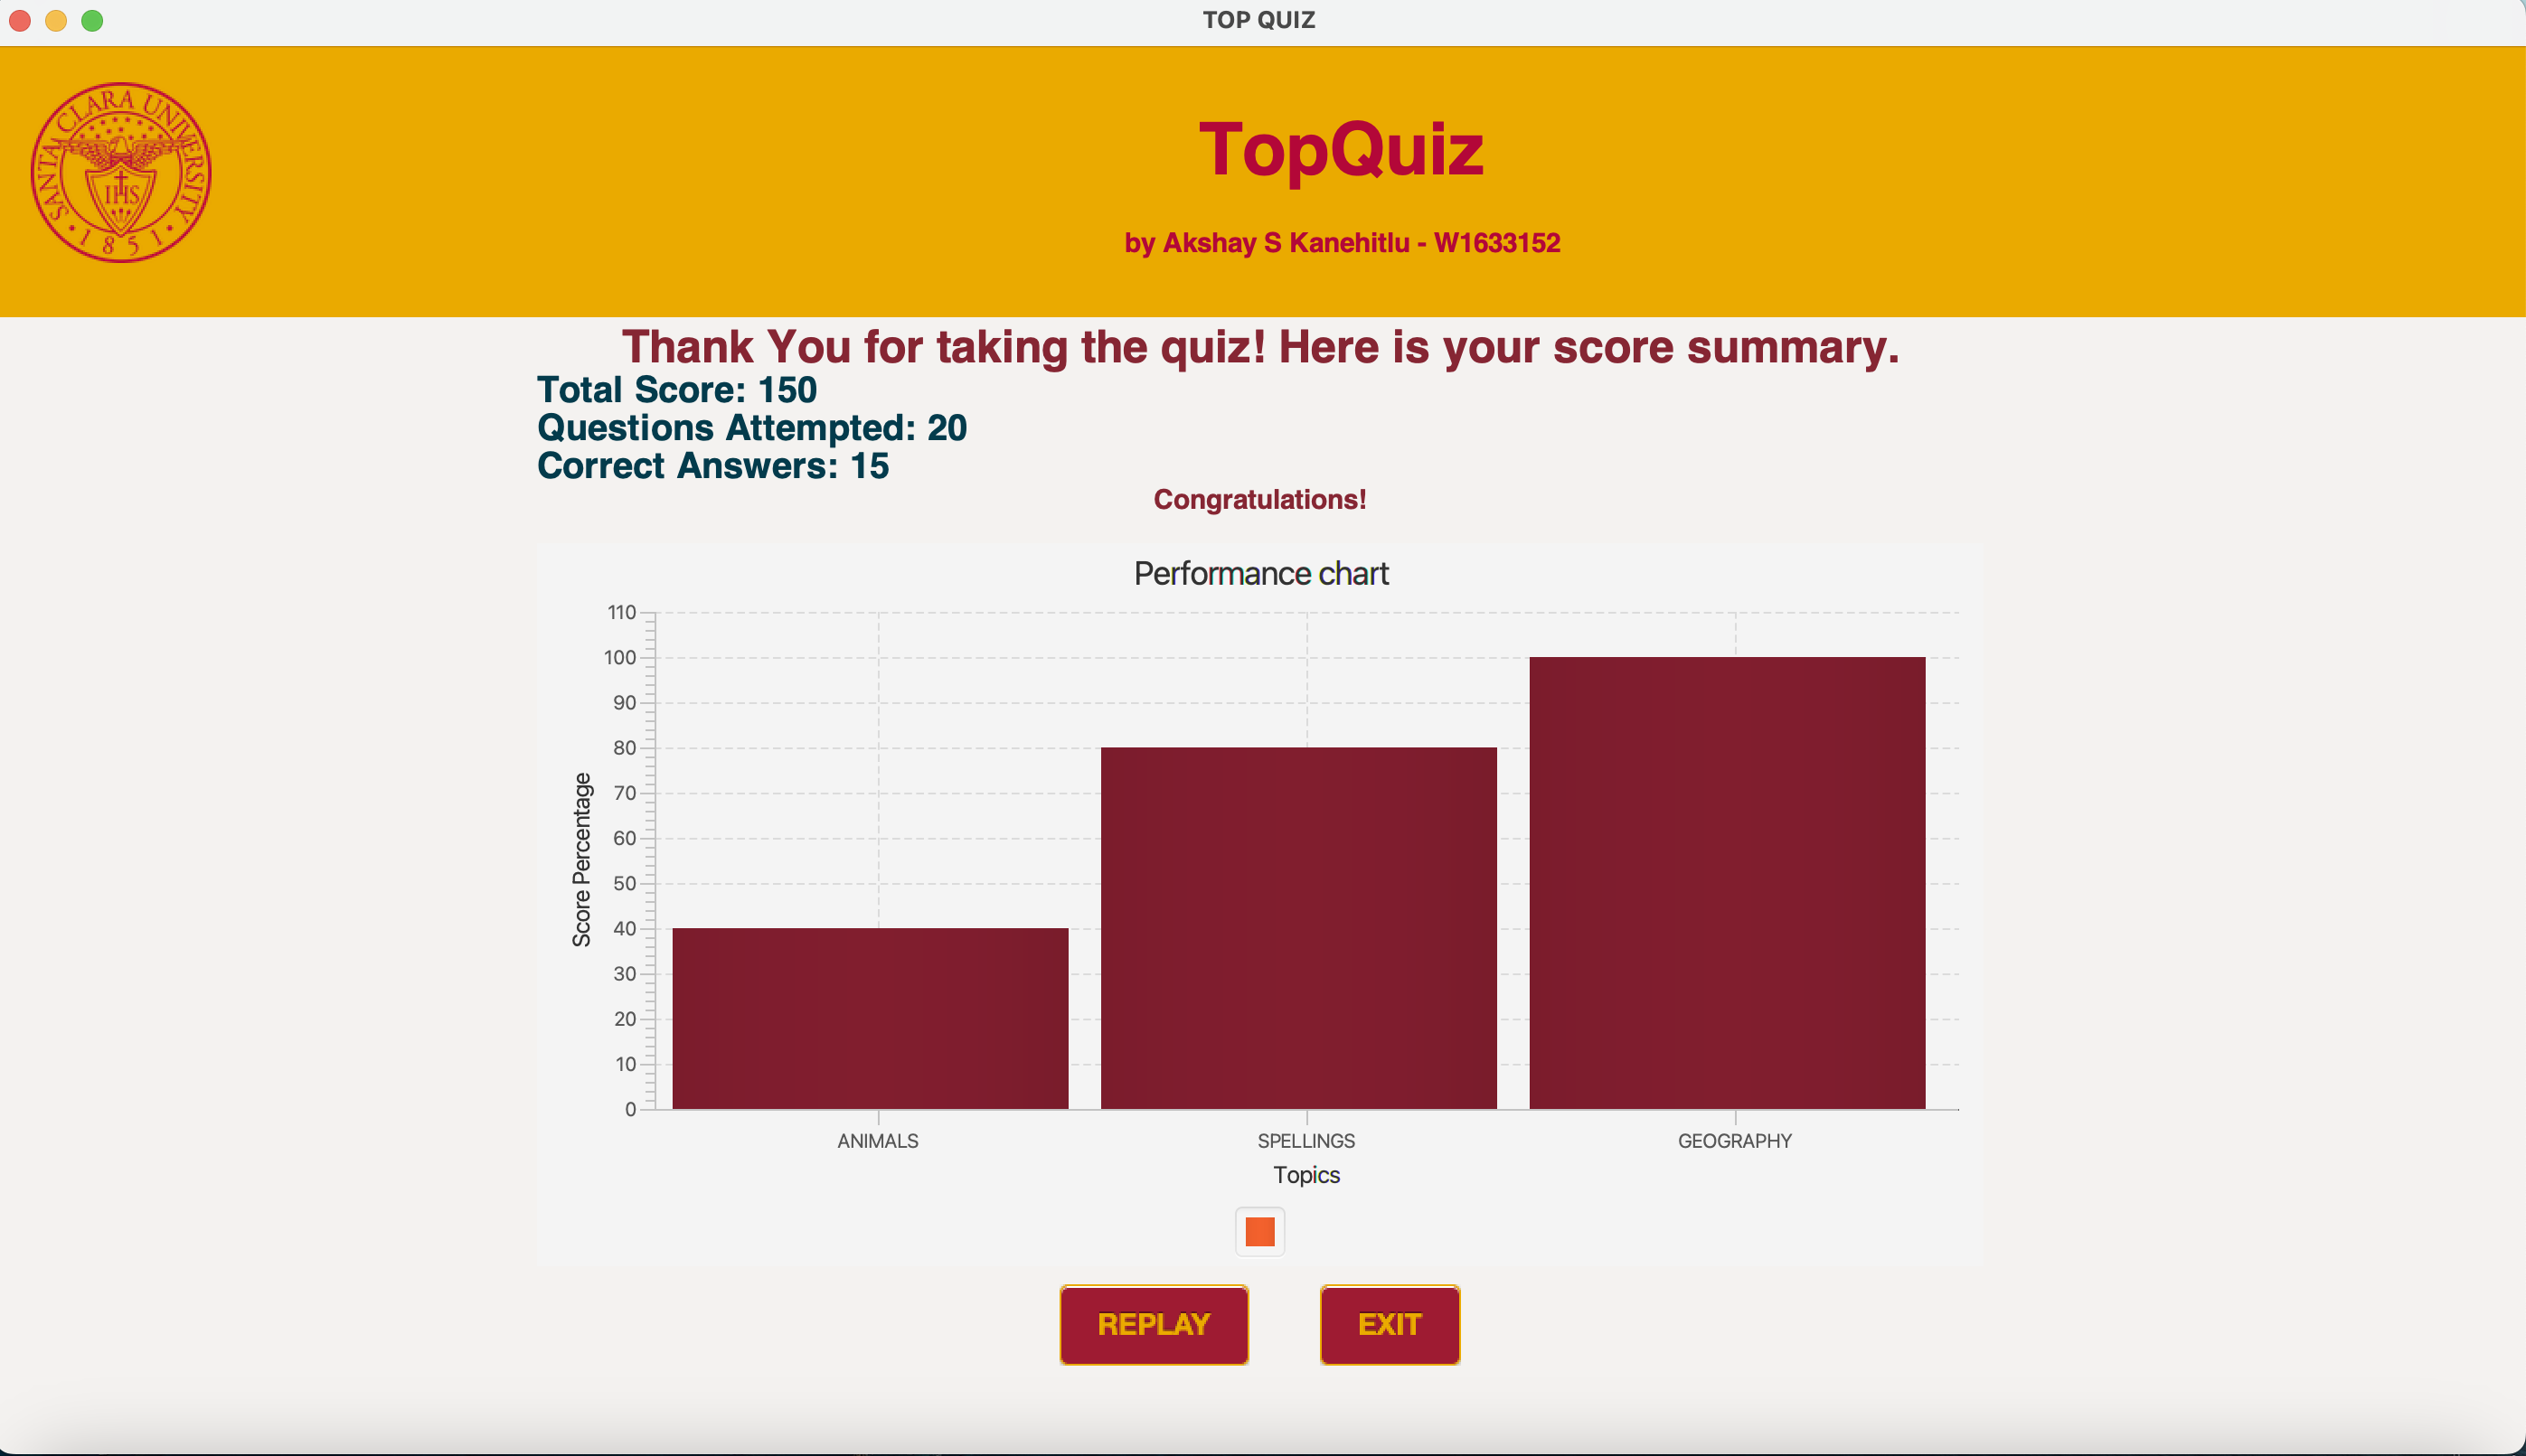 TOP QUIZ
SANTA CLARA UNIVERSITY
IHS
· 1851 ·
TopQuiz
by Akshay S Kanehitlu - W1633152
Thank You for taking the quiz! Here is your score summary.
Total Score: 150
Questions Attempted: 20
Correct Answers: 15
Congratulations!
Performance chart
Score Percentage
110
100
90
80
70
60
50
40
30
20
10
0
ANIMALS
SPELLINGS
GEOGRAPHY
Topics
REPLAY
EXIT